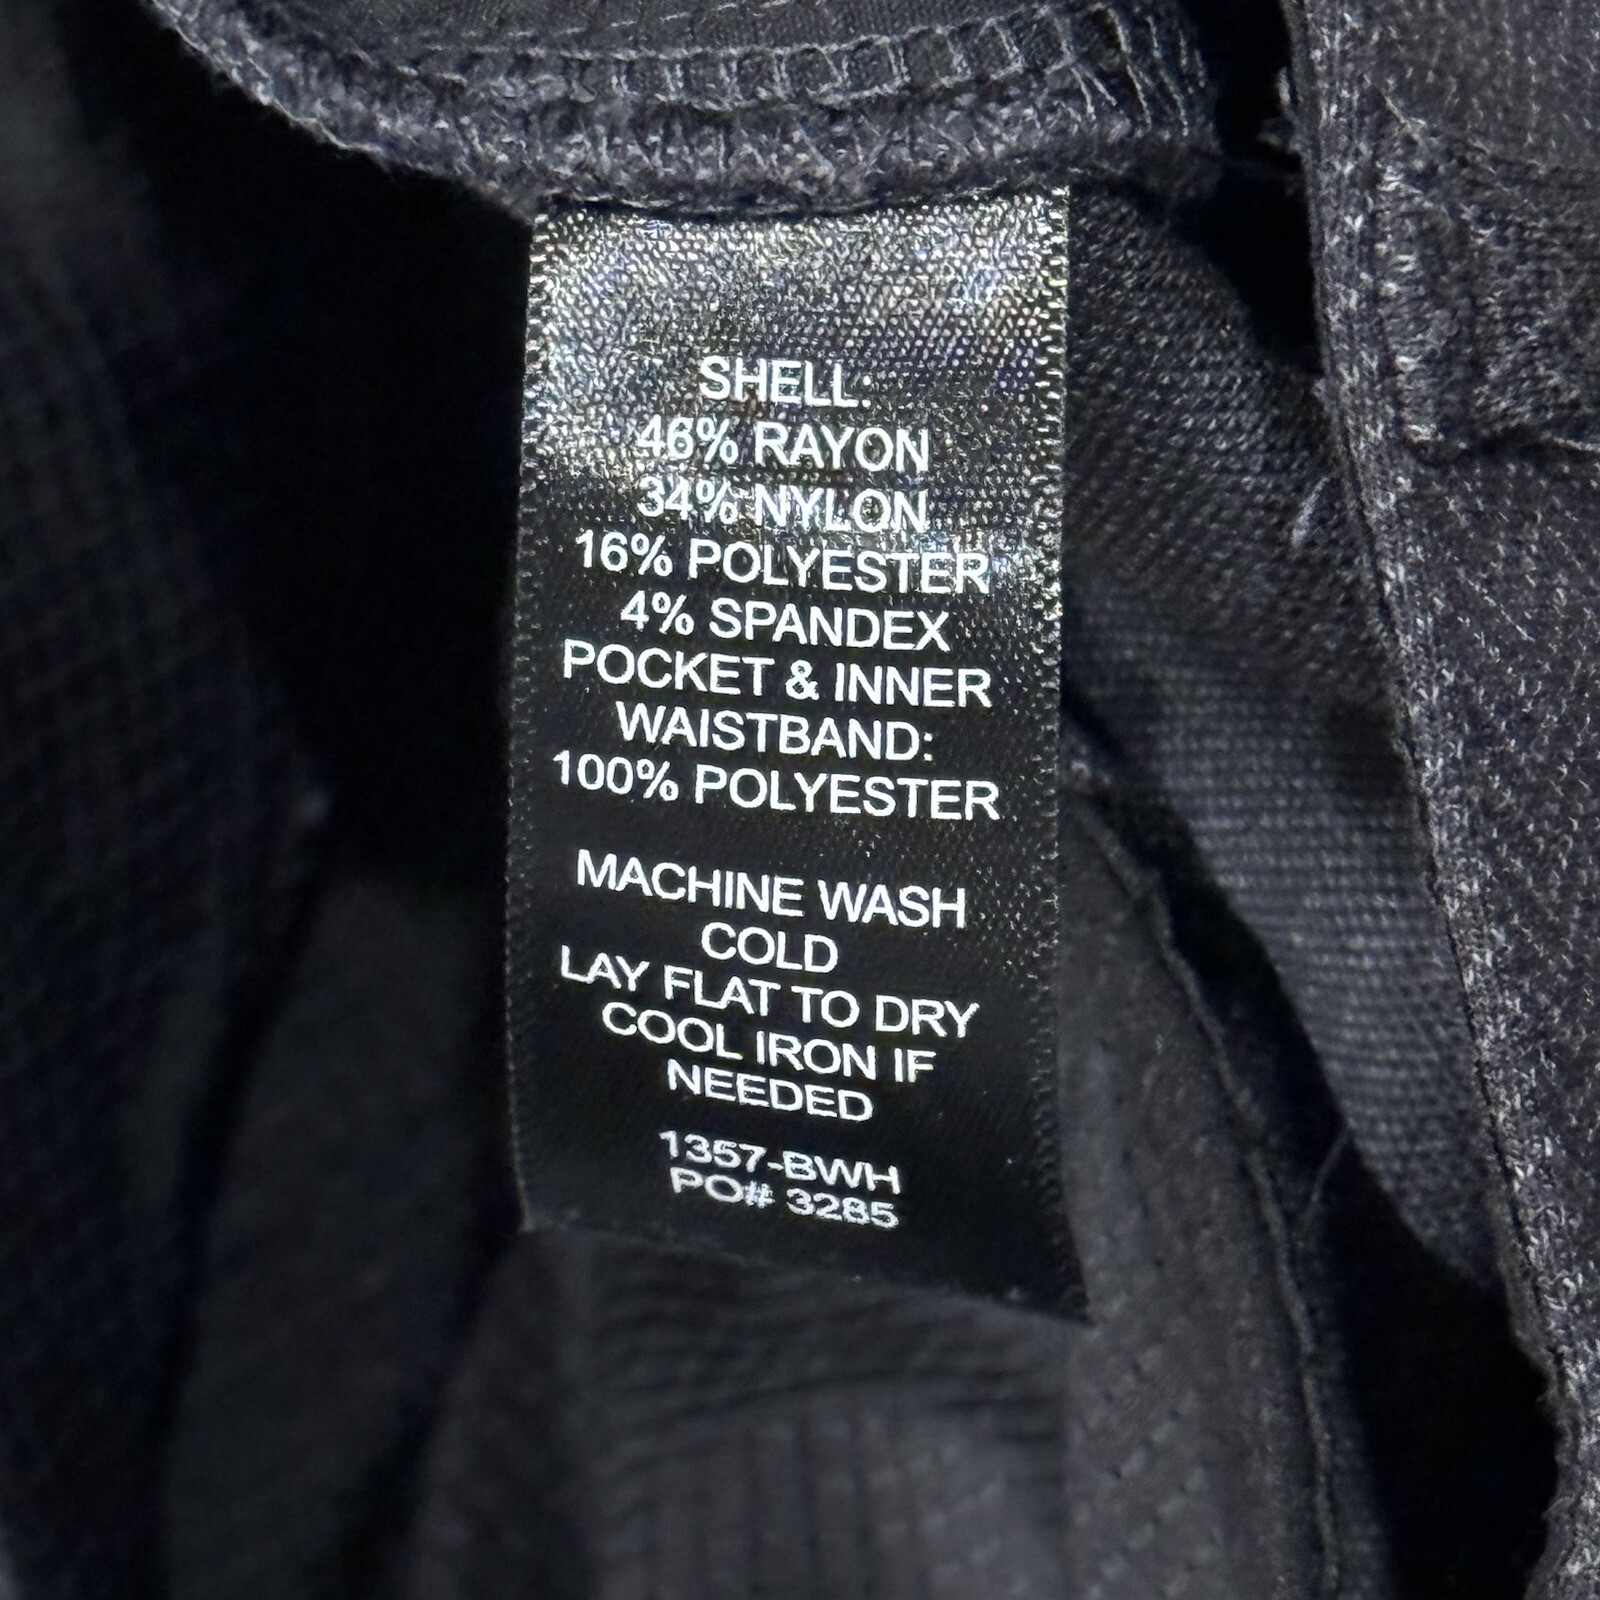 SHELL:
46% RAYON
34% NYLON
16% POLYESTER
4% SPANDEX
POCKET & INNER
WAISTBAND:
100% POLYESTER
MACHINE WASH
COLD
LAY FLAT TO DRY
COOL IRON IF
NEEDED
1357-BWH
PO# 3285